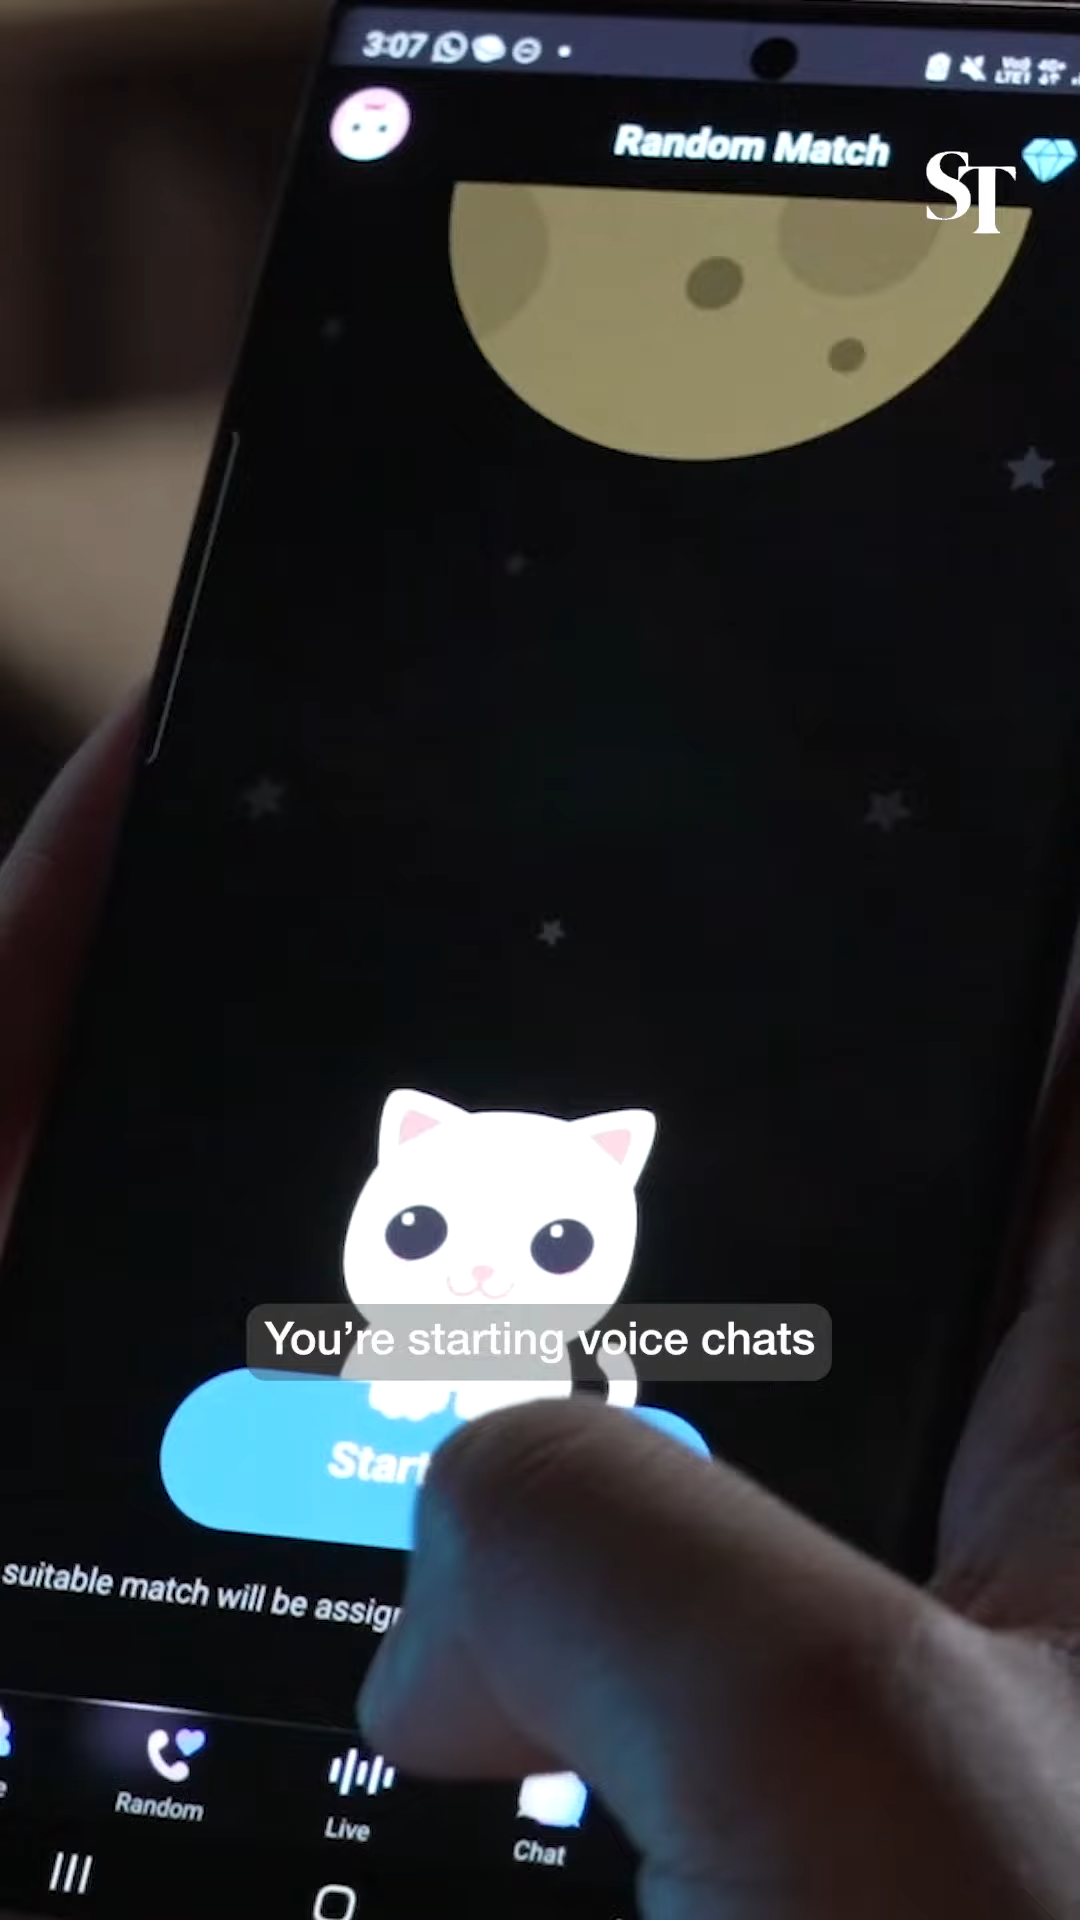 3:07
Random Match
ST
You’re starting voice chats
Start
suitable match will be assig
Random
Live
Chat